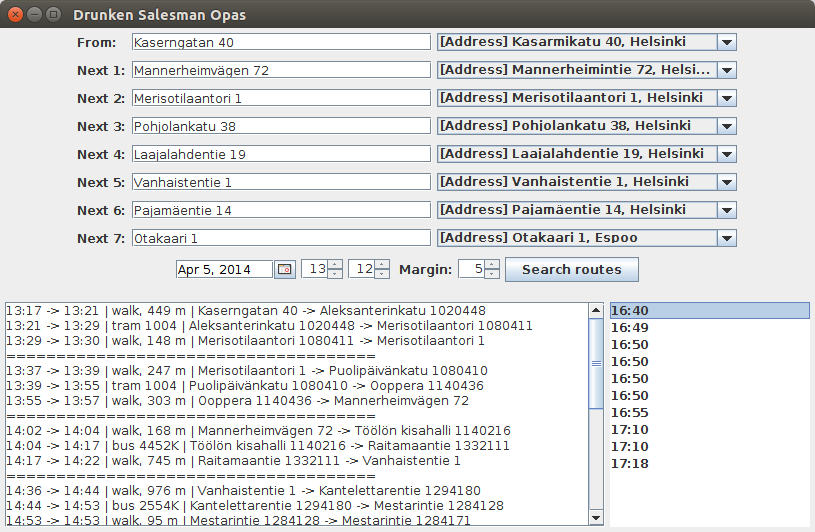 Drunken Salesman Opas
From: Kaserngatan 40 [Address] Kasarmikatu 40, Helsinki
Next 1: Mannerheimvägen 72 [Address] Mannerheimintie 72, Helsi...
Next 2: Merisotilaantori 1 [Address] Merisotilaantori 1, Helsinki
Next 3: Pohjolankatu 38 [Address] Pohjolankatu 38, Helsinki
Next 4: Laajalahdentie 19 [Address] Laajalahdentie 19, Helsinki
Next 5: Vanhaistentie 1 [Address] Vanhaistentie 1, Helsinki
Next 6: Pajamäentie 14 [Address] Pajamäentie 14, Helsinki
Next 7: Otakaari 1 [Address] Otakaari 1, Espoo
Apr 5, 2014 13 12 Margin: 5 Search routes
13:17 -> 13:21 | walk, 449 m | Kaserngatan 40 -> Aleksanterinkatu 1020448
13:21 -> 13:29 | tram 1004 | Aleksanterinkatu 1020448 -> Merisotilaantori 1080411
13:29 -> 13:30 | walk, 148 m | Merisotilaantori 1080411 -> Merisotilaantori 1
=====================================
13:37 -> 13:39 | walk, 247 m | Merisotilaantori 1 -> Puolipäivänkatu 1080410
13:39 -> 13:55 | tram 1004 | Puolipäivänkatu 1080410 -> Ooppera 1140436
13:55 -> 13:57 | walk, 303 m | Ooppera 1140436 -> Mannerheimvägen 72
=====================================
14:02 -> 14:04 | walk, 168 m | Mannerheimvägen 72 -> Töölön kisahalli 1140216
14:04 -> 14:17 | bus 4452K | Töölön kisahalli 1140216 -> Raitamaantie 1332111
14:17 -> 14:22 | walk, 745 m | Raitamaantie 1332111 -> Vanhaistentie 1
=====================================
14:36 -> 14:44 | walk, 976 m | Vanhaistentie 1 -> Kantelettarentie 1294180
14:44 -> 14:53 | bus 2554K | Kantelettarentie 1294180 -> Mestarintie 1284128
14:53 -> 14:53 | walk, 95 m | Mestarintie 1284128 -> Mestarintie 1284171
16:40
16:49
16:50
16:50
16:50
16:50
16:55
17:10
17:10
17:18